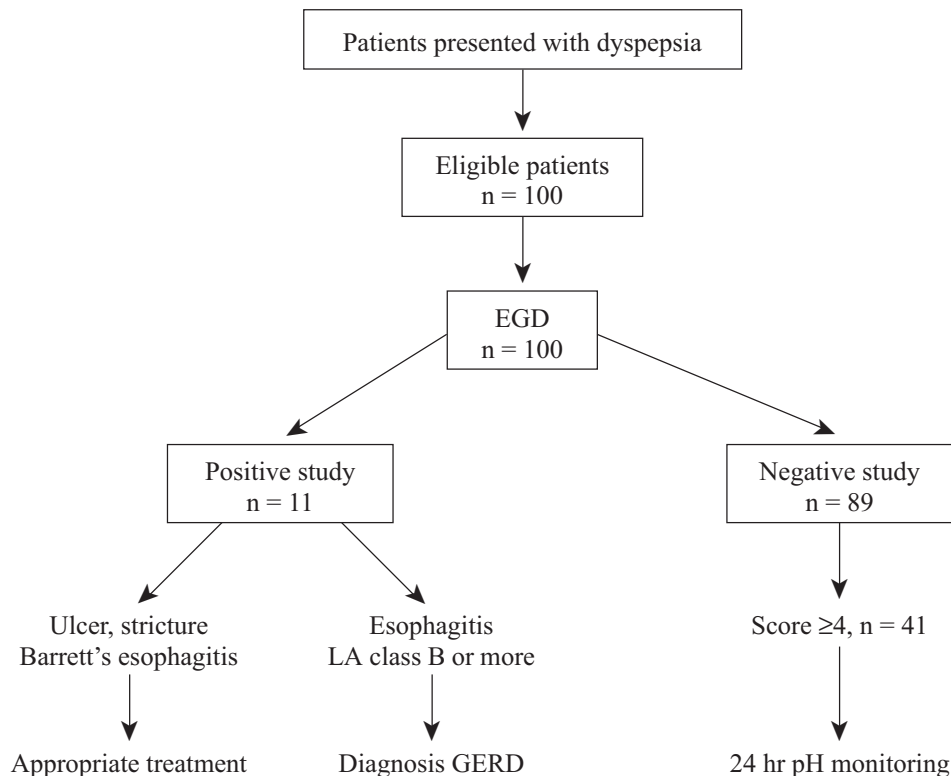 Patients presented with dyspepsia
Eligible patients
n = 100
EGD
n = 100
Positive study
n = 11
Negative study
n = 89
Ulcer, stricture
Barrett’s esophagitis
Esophagitis
LA class B or more
Score ≥4, n = 41
Appropriate treatment
Diagnosis GERD
24 hr pH monitoring